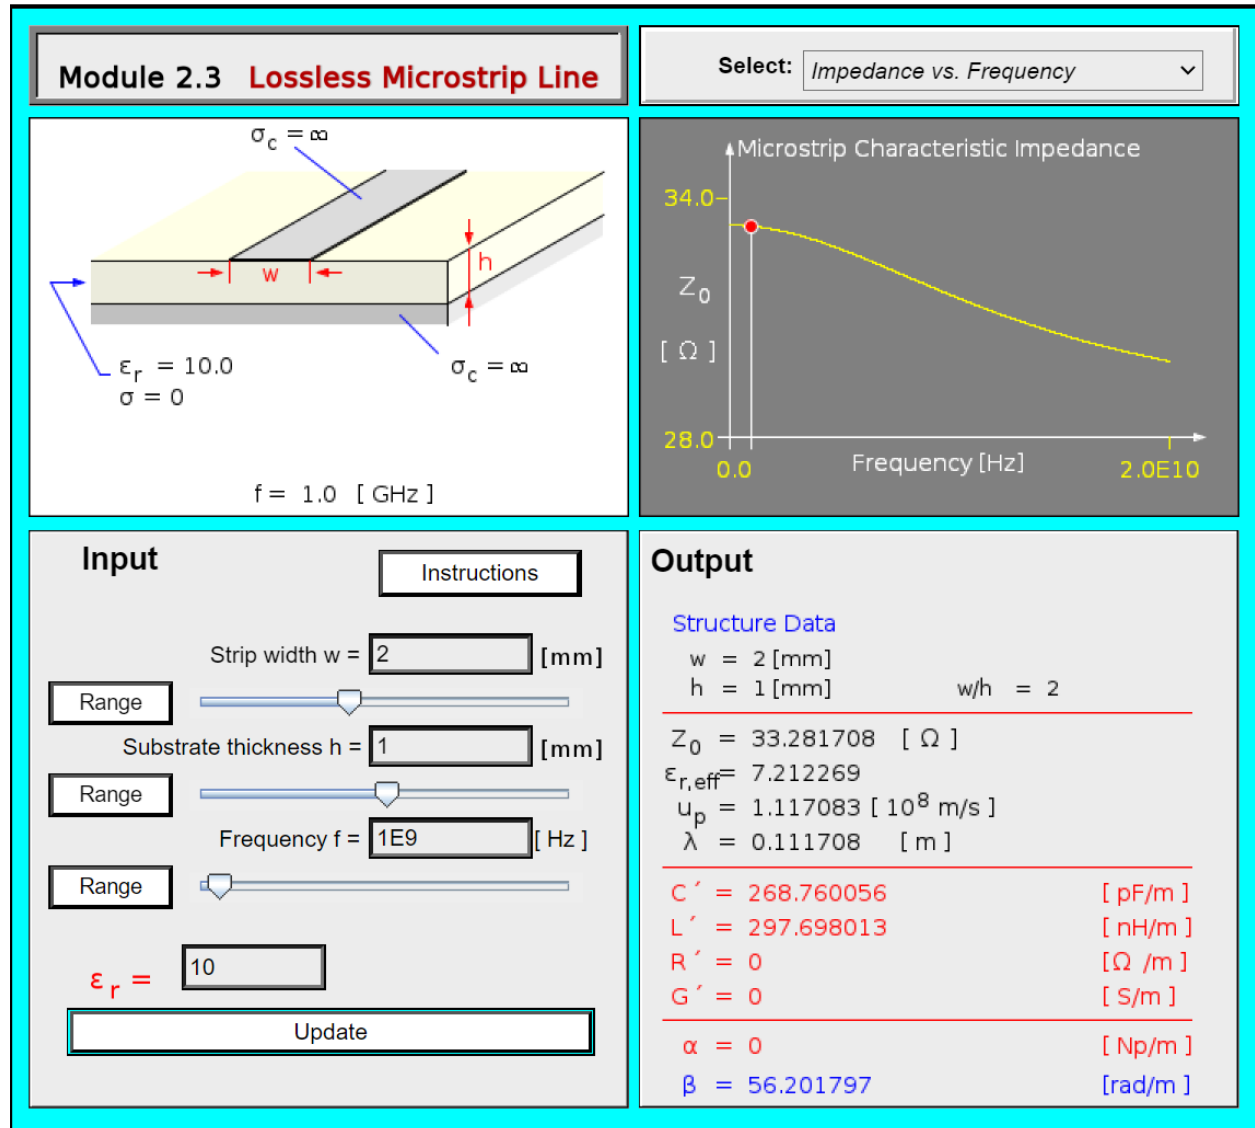 Module 2.3 Lossless Microstrip Line
Select: Impedance vs. Frequency
σc = ∞
w
h
εr = 10.0
σ = 0
σc = ∞
f = 1.0 [ GHz ]
Microstrip Characteristic Impedance
34.0
Z0
[ Ω ]
28.0
0.0
Frequency [Hz]
2.0E10
Input
Instructions
Strip width w = 2 [mm]
Range
Substrate thickness h = 1 [mm]
Range
Frequency f = 1E9 [ Hz ]
Range
εr = 10
Update
Output
Structure Data
w = 2 [mm]
h = 1 [mm] w/h = 2
Z0 = 33.281708 [ Ω ]
εr,eff = 7.212269
up = 1.117083 [ 10^8 m/s ]
λ = 0.111708 [ m ]
C´ = 268.760056 [ pF/m ]
L´ = 297.698013 [ nH/m ]
R´ = 0 [Ω /m ]
G´ = 0 [ S/m ]
α = 0 [ Np/m ]
β = 56.201797 [rad/m ]